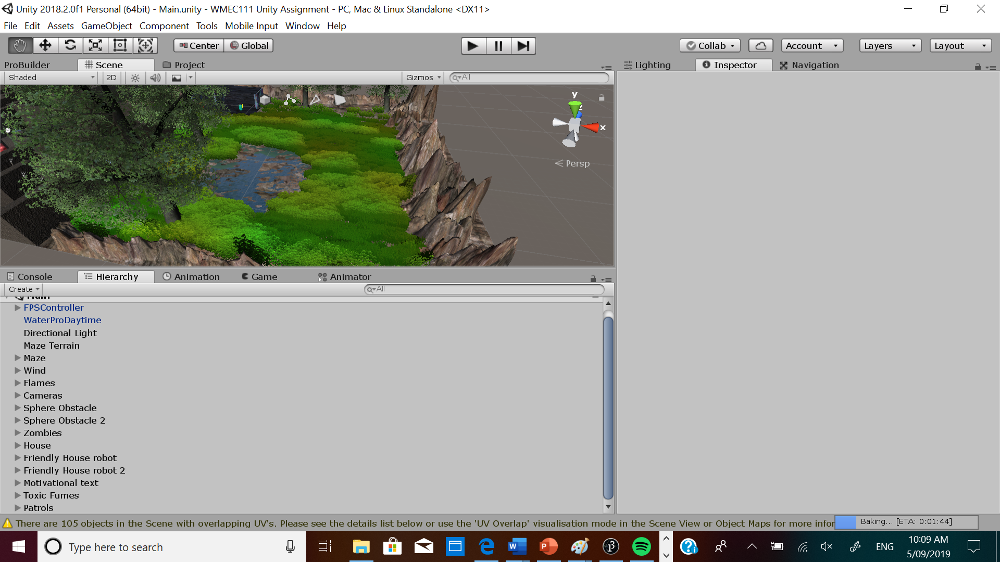 Unity 2018.2.0f1 Personal (64bit) - Main.unity - WMEC111 Unity Assignment - PC, Mac & Linux Standalone <DX11>
File Edit Assets GameObject Component Tools Mobile Input Window Help
Center Global Collab Account Layers Layout
ProBuilder Scene Project Lighting Inspector Navigation
Shaded 2D Gizmos All
y
z
x
Persp
Console Hierarchy Animation Game Animator
Create All
Main
FPSController
WaterProDaytime
Directional Light
Maze Terrain
Maze
Wind
Flames
Cameras
Sphere Obstacle
Sphere Obstacle 2
Zombies
House
Friendly House robot
Friendly House robot 2
Motivational text
Toxic Fumes
Patrols
There are 105 objects in the Scene with overlapping UV's. Please see the details list below or use the 'UV Overlap' visualisation mode in the Scene View or Object Maps for more infor Baking... [ETA: 0:01:44]
Type here to search ENG 10:09 AM
5/09/2019